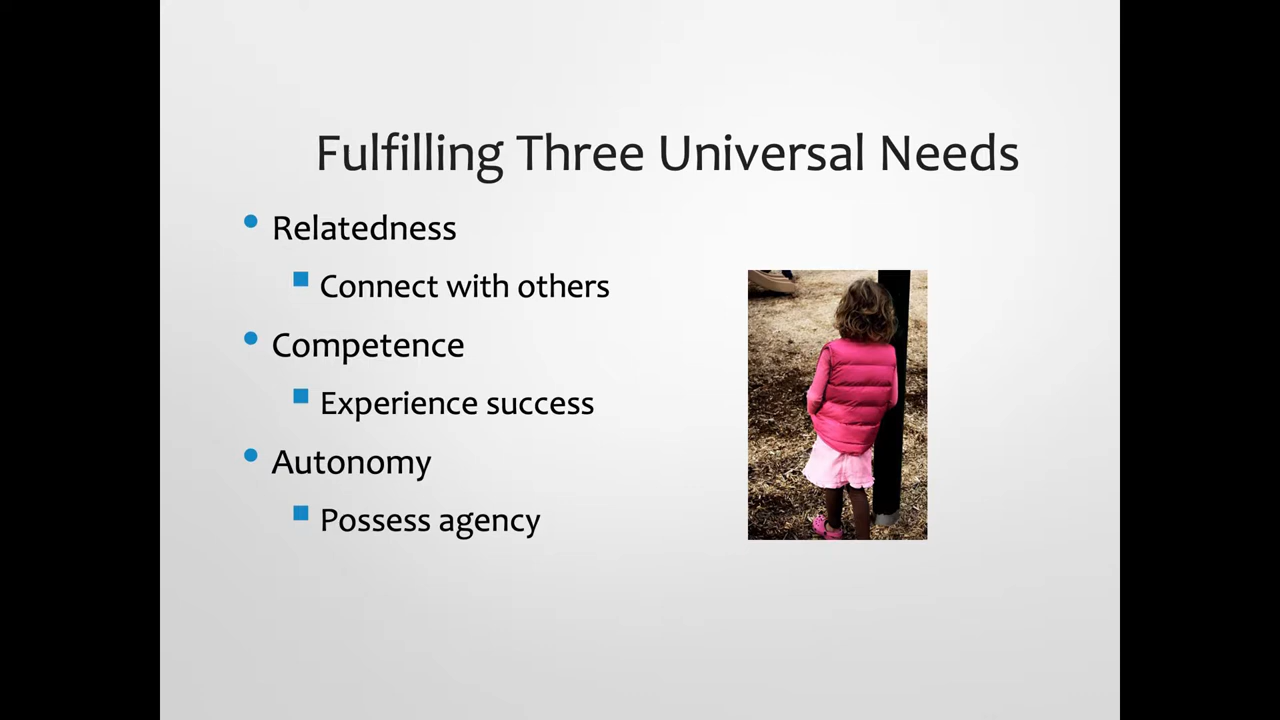 Fulfilling Three Universal Needs
Relatedness
Connect with others
Competence
Experience success
Autonomy
Possess agency